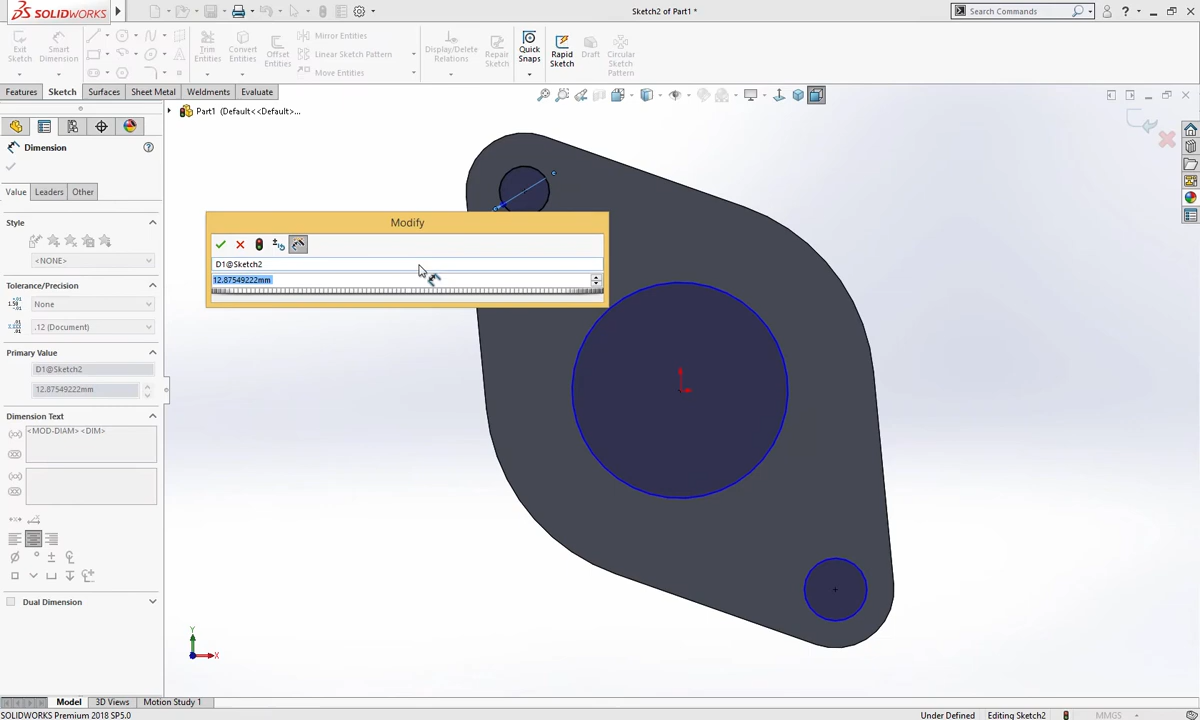 SOLIDWORKS
Sketch2 of Part1 *
Search Commands
Exit Sketch
Smart Dimension
Trim Entities
Convert Entities
Offset Entities
Mirror Entities
Linear Sketch Pattern
Move Entities
Display/Delete Relations
Repair Sketch
Quick Snaps
Rapid Sketch
Draft
Circular Sketch Pattern
Features Sketch Surfaces Sheet Metal Weldments Evaluate
Part1 (Default<<Default>...
Dimension
Value Leaders Other
Style
<NONE>
Tolerance/Precision
None
.12 (Document)
Primary Value
D1@Sketch2
12.87549222mm
Dimension Text
<MOD-DIAM> <DIM>
Dual Dimension
Modify
D1@Sketch2
12.87549222mm
Y
X
Model 3D Views Motion Study 1
SOLIDWORKS Premium 2018 SP5.0
Under Defined Editing Sketch2 MMGS